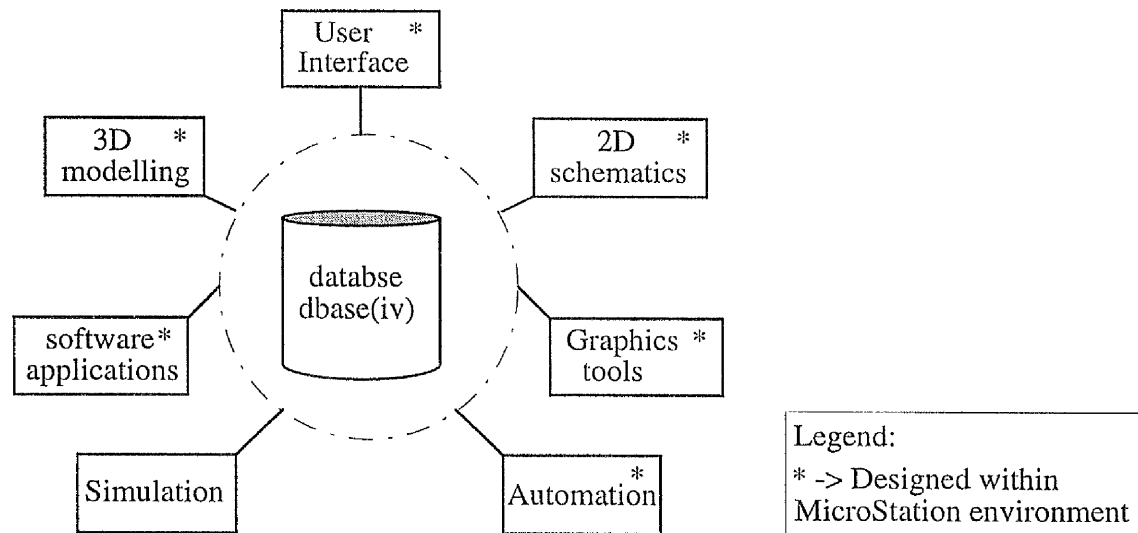 User *
Interface
3D *
modelling
2D *
schematics
databse
dbase(iv)
software*
applications
Graphics *
tools
Simulation
*
Automation
Legend:
* -> Designed within
MicroStation environment